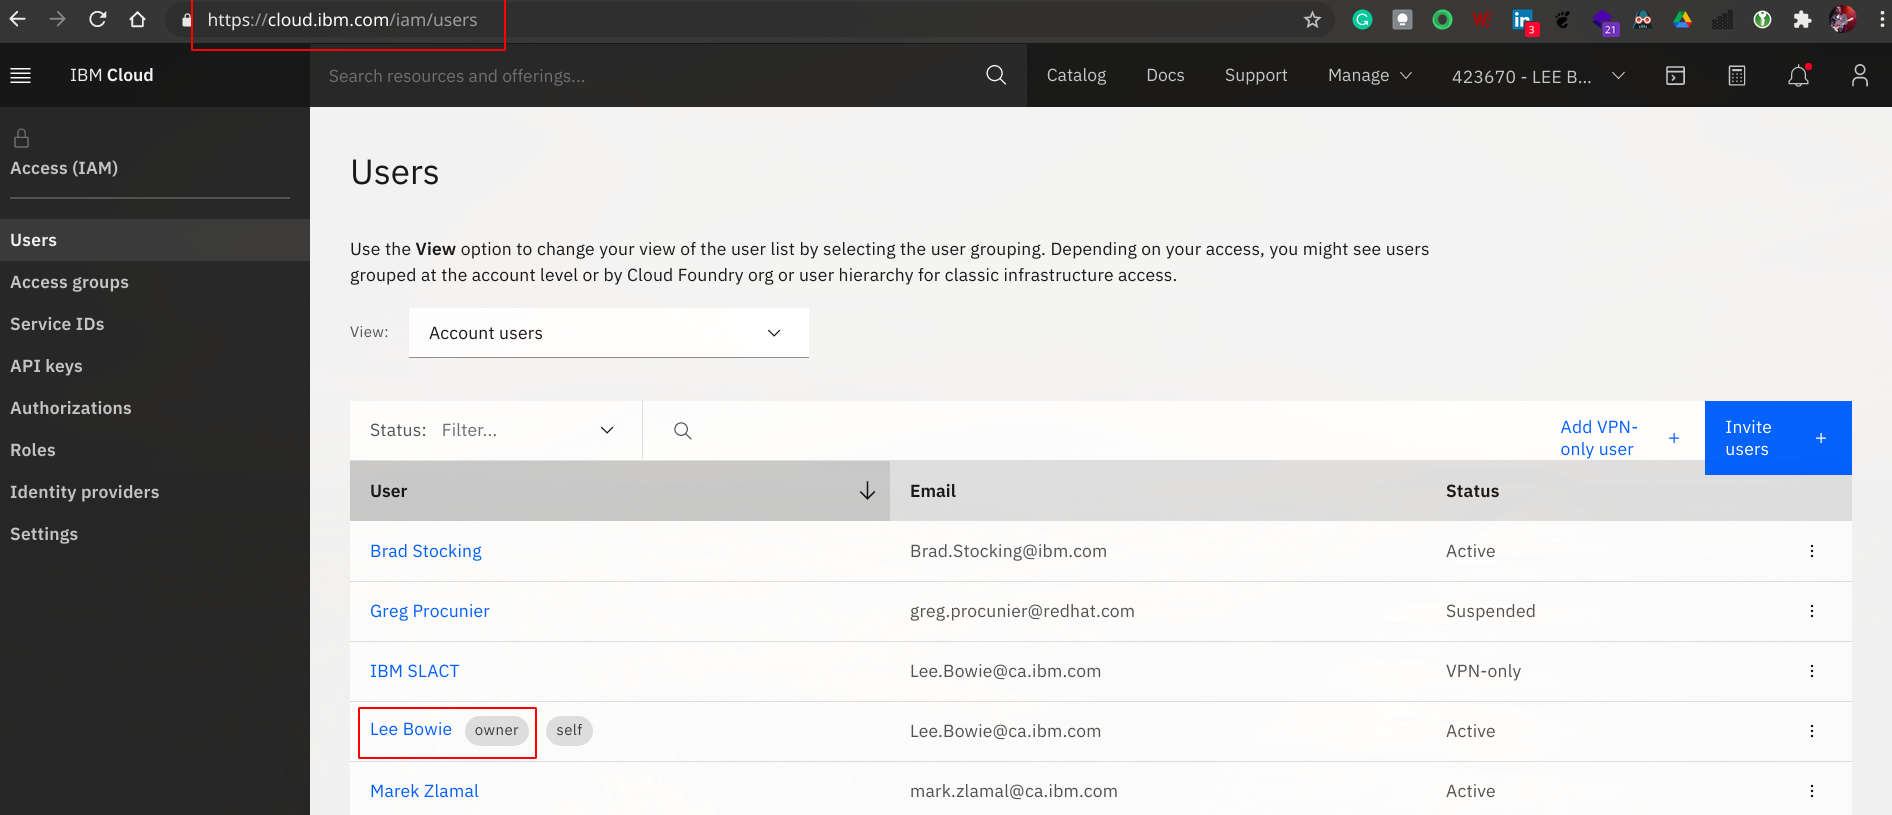 https://cloud.ibm.com/iam/users
3
21
IBM Cloud
Search resources and offerings...
Catalog
Docs
Support
Manage
423670 - LEE B...
Access (IAM)
Users
Access groups
Service IDs
API keys
Authorizations
Roles
Identity providers
Settings
Users
Use the View option to change your view of the user list by selecting the user grouping. Depending on your access, you might see users
grouped at the account level or by Cloud Foundry org or user hierarchy for classic infrastructure access.
View: Account users
Status: Filter...
Add VPN-
only user +
Invite
users +
User Email Status
Brad Stocking Brad.Stocking@ibm.com Active
Greg Procunier greg.procunier@redhat.com Suspended
IBM SLACT Lee.Bowie@ca.ibm.com VPN-only
Lee Bowie owner self Lee.Bowie@ca.ibm.com Active
Marek Zlamal mark.zlamal@ca.ibm.com Active